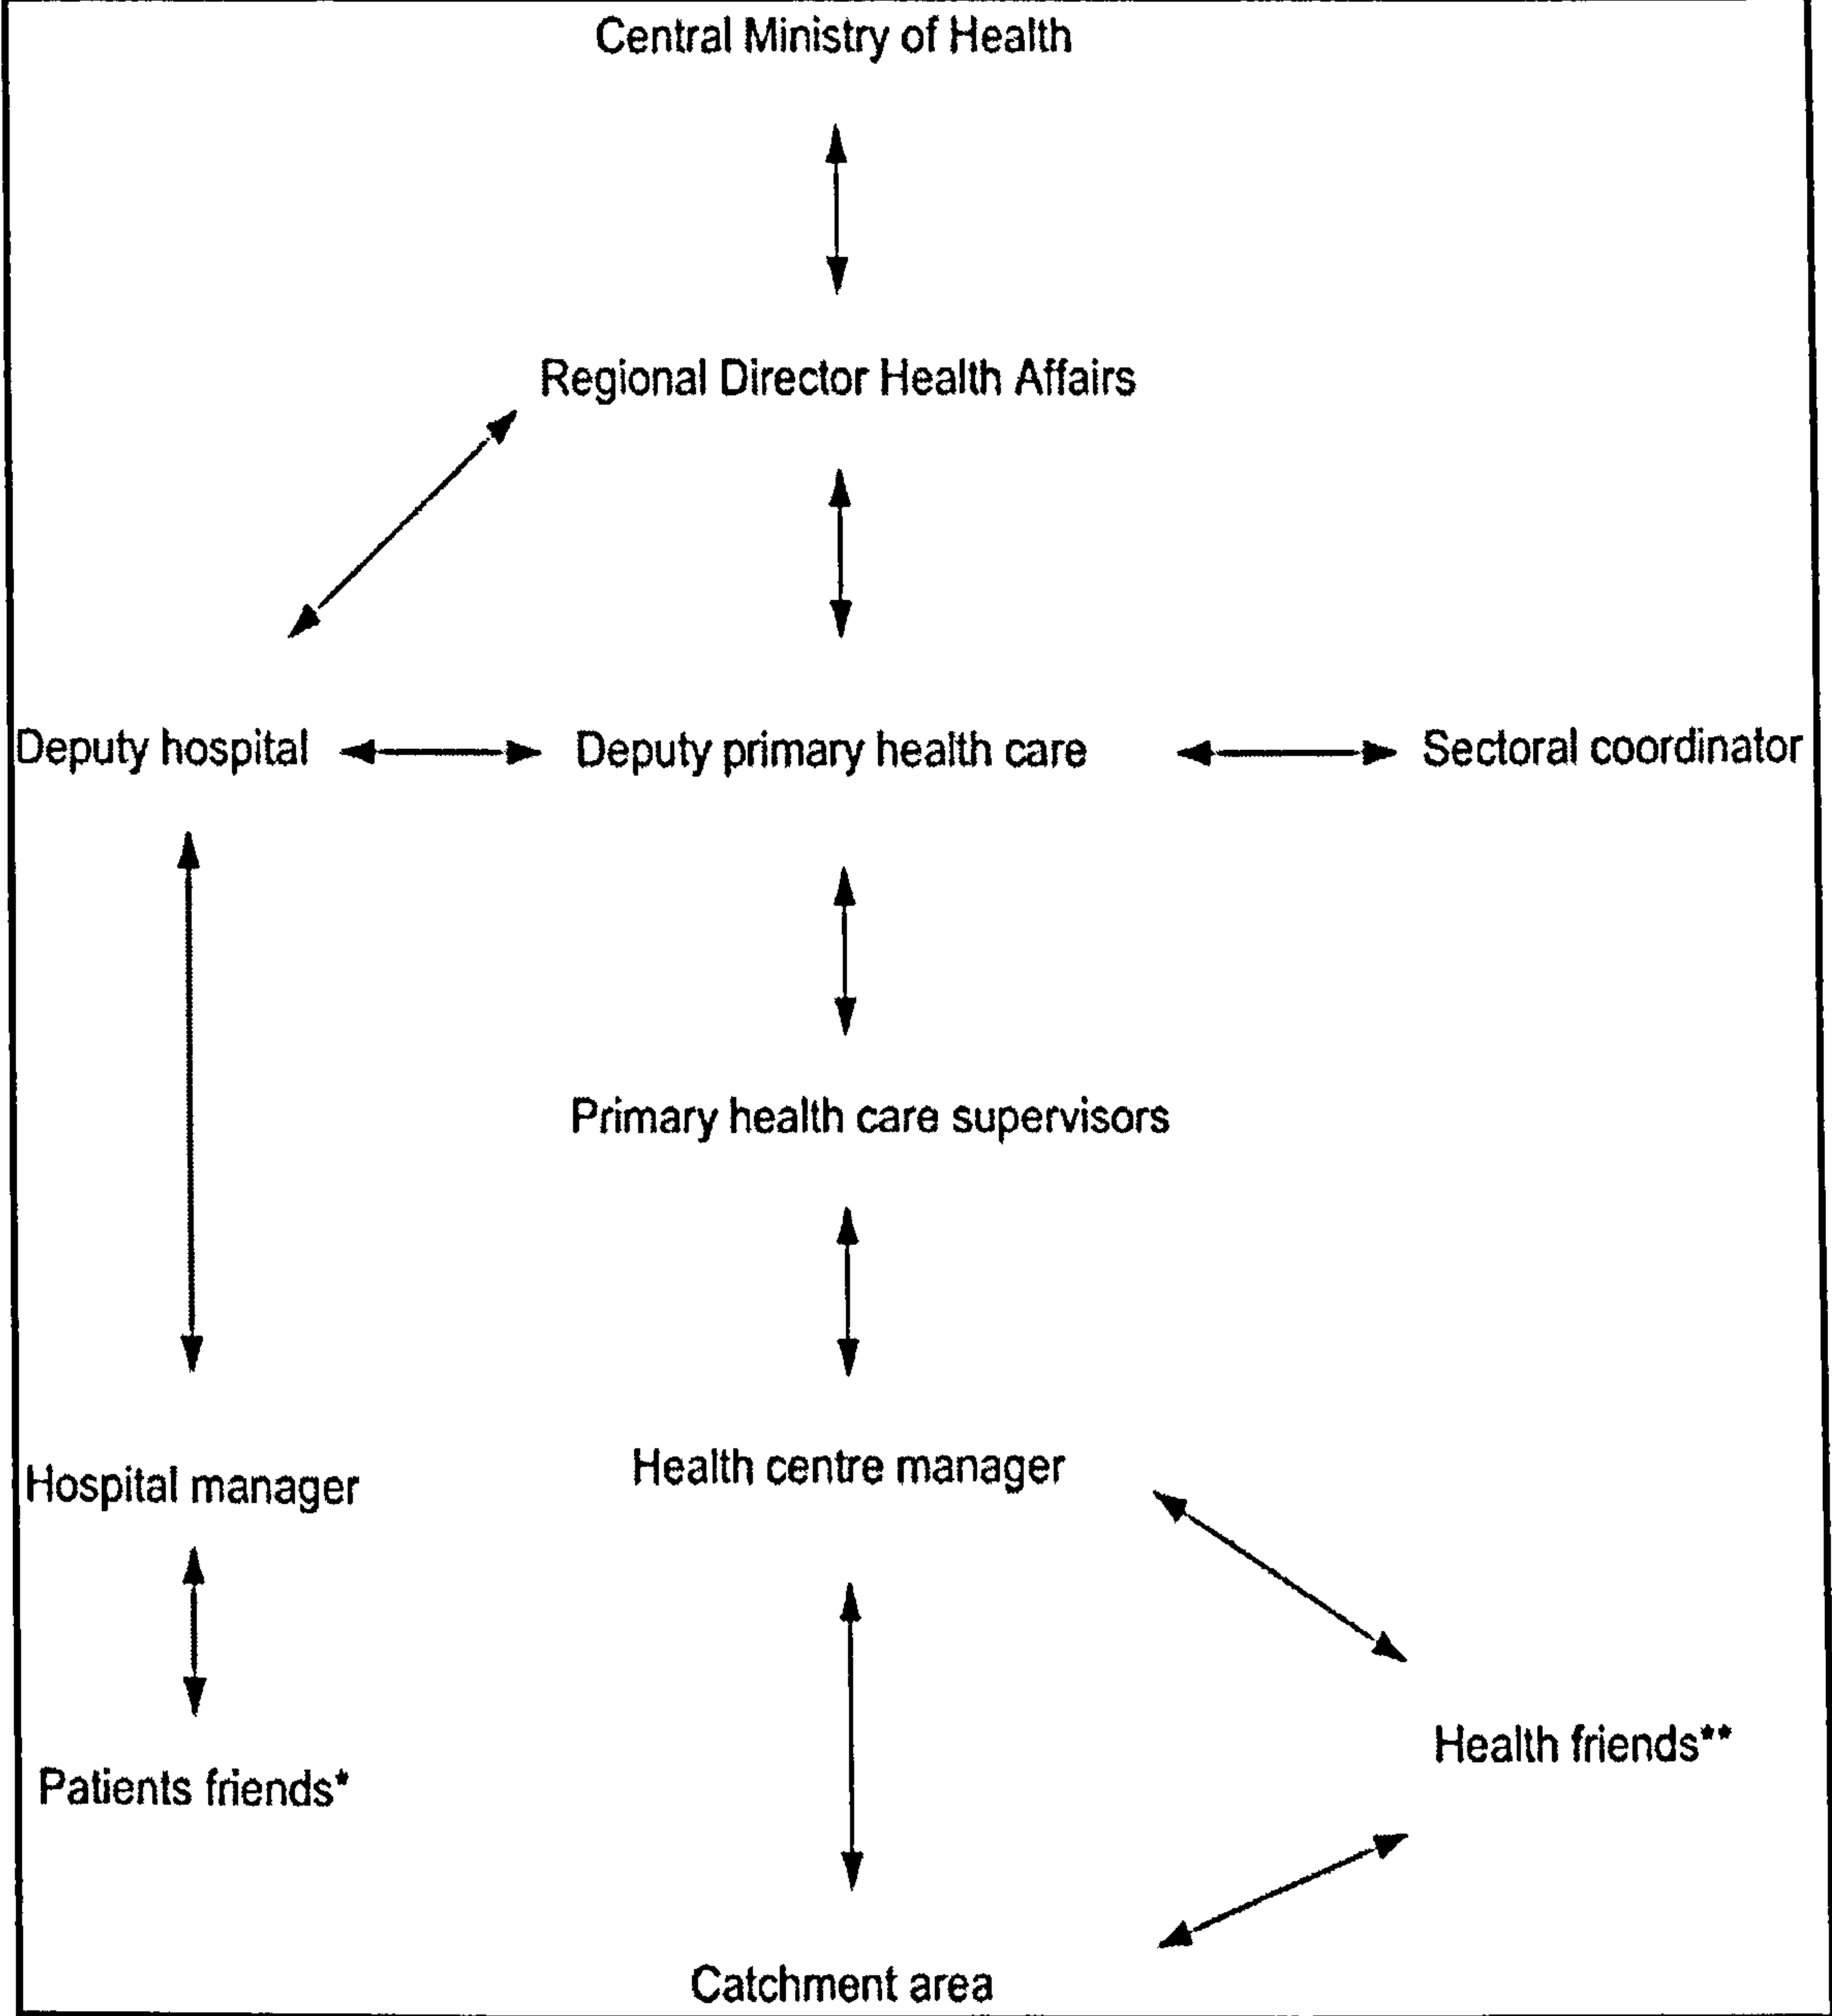 Central Ministry of Health
Regional Director Health Affairs
Deputy hospital
Deputy primary health care
Sectoral coordinator
Primary health care supervisors
Health centre manager
Hospital manager
Health friends**
Patients friends*
Catchment area